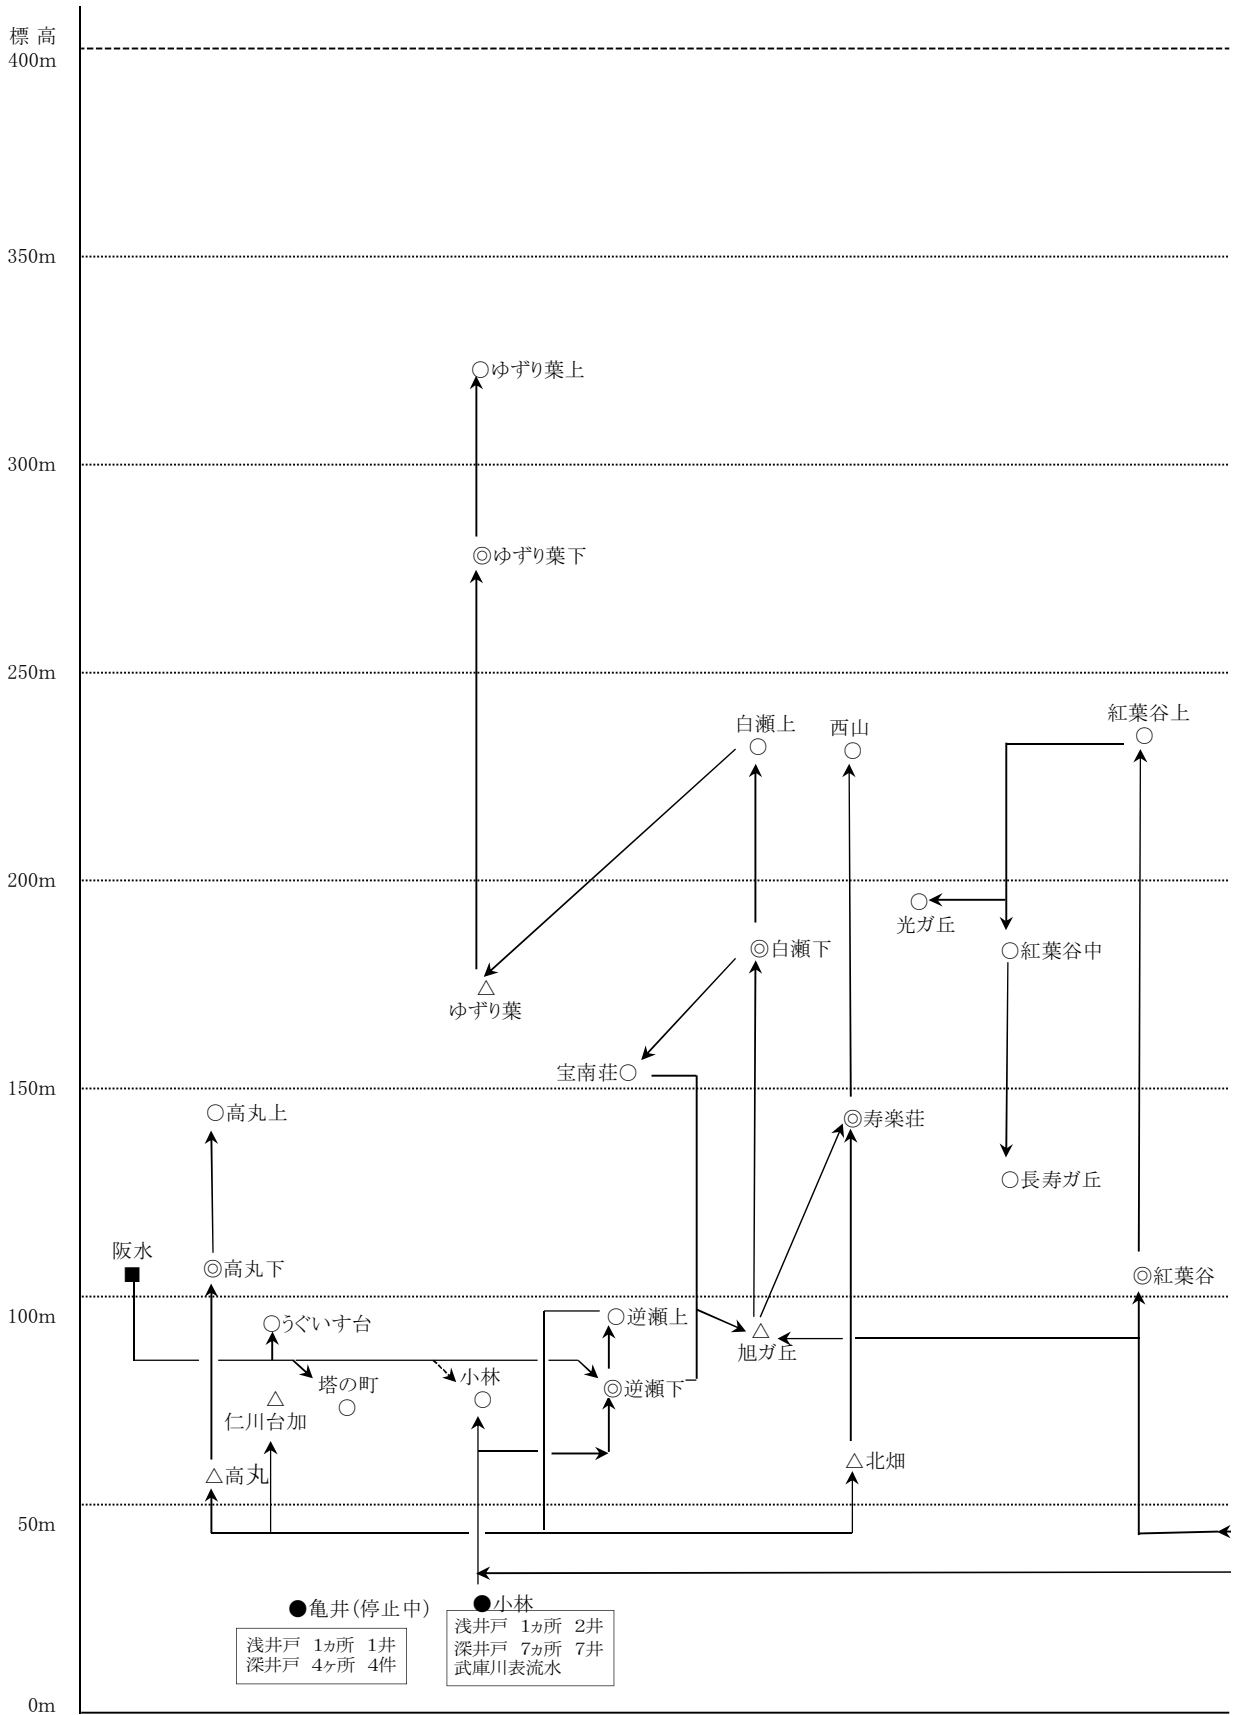 標 高
400m
350m
○ゆずり葉上
300m
◎ゆずり葉下
250m
紅葉谷上
○
白瀬上
○
西山
○
200m
○
光ガ丘
◎白瀬下
○紅葉谷中
△
ゆずり葉
宝南荘○
150m
○高丸上
◎寿楽荘
○長寿ガ丘
阪水
■
◎高丸下
◎紅葉谷
100m
○うぐいす台
○逆瀬上
△
旭ガ丘
塔の町
○
小林
○
◎逆瀬下
△
仁川台加
△高丸
△北畑
50m
●亀井(停止中)
浅井戸 1ヵ所 1井
深井戸 4ヶ所 4件
●小林
浅井戸 1ヵ所 2井
深井戸 7ヵ所 7井
武庫川表流水
0m